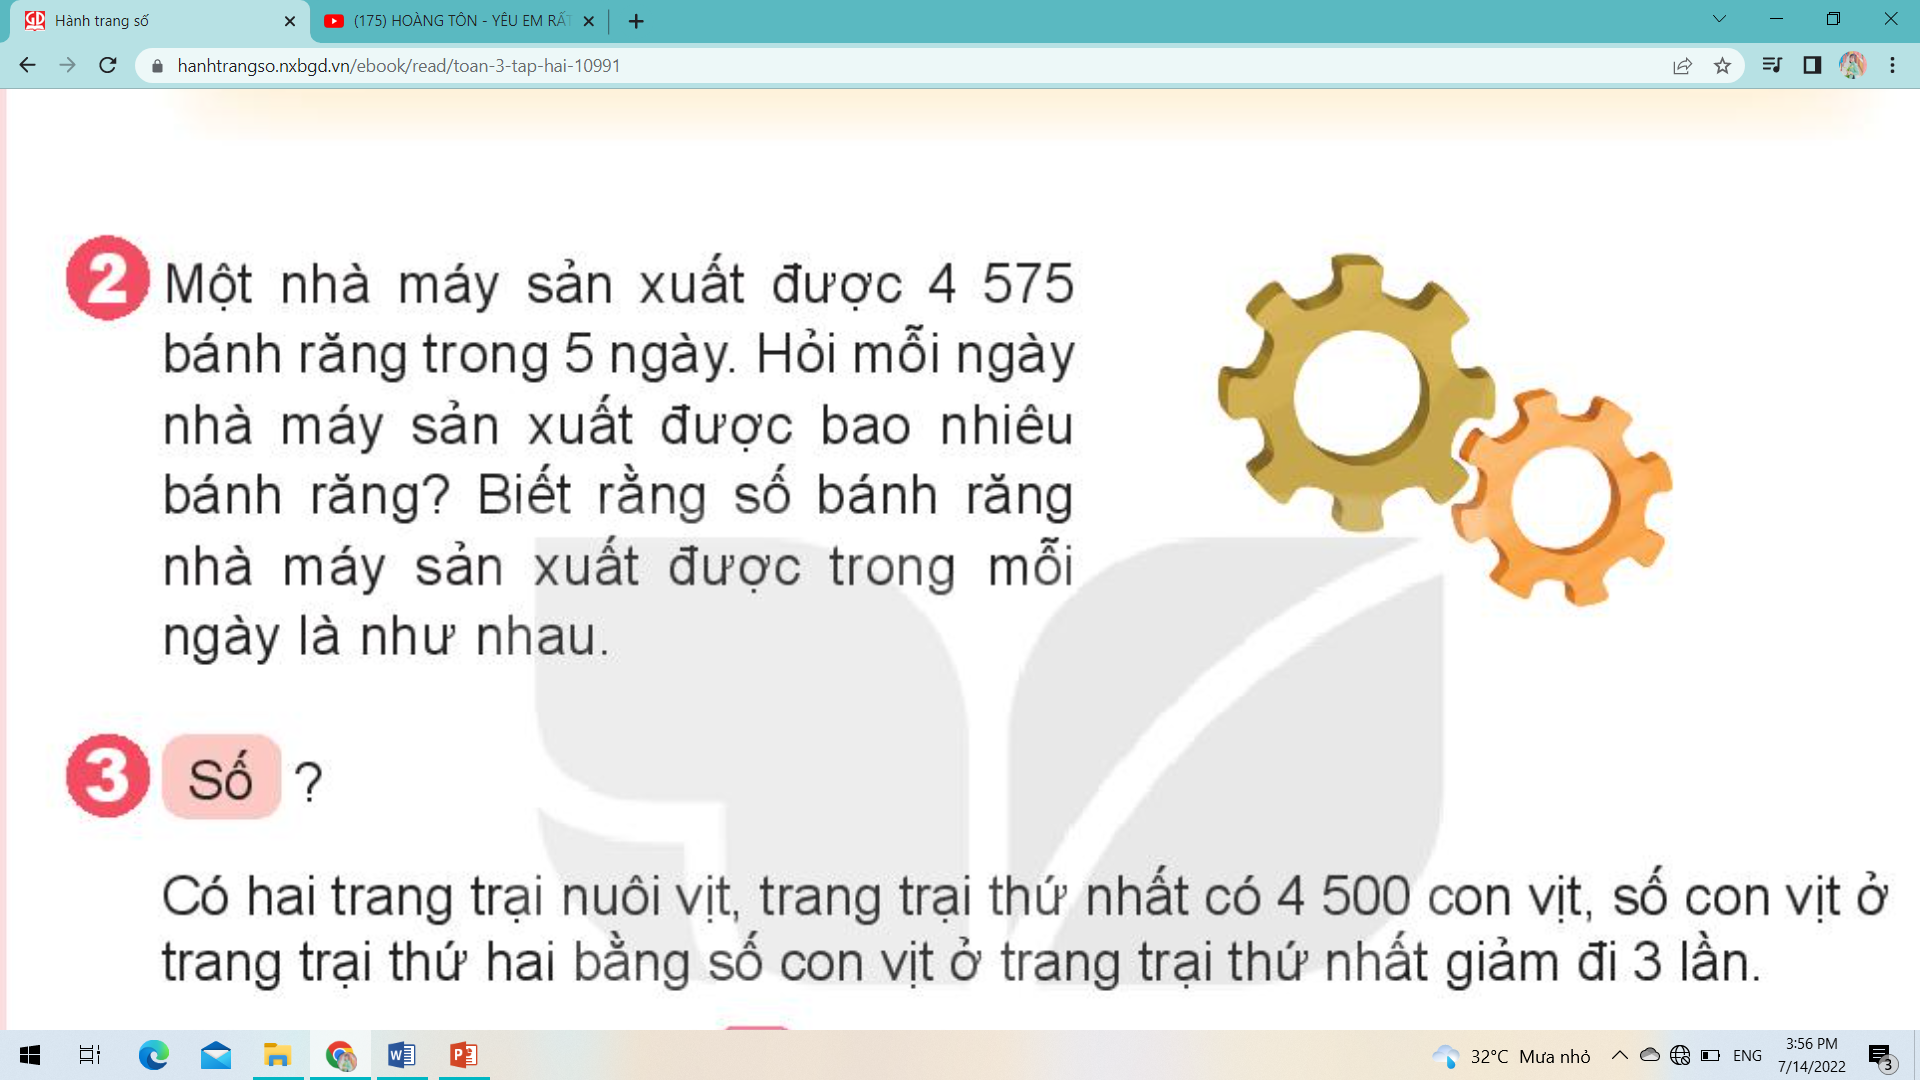 Hành trang số
(175) HOÀNG TÔN - YÊU EM RẤT
hanhtrangso.nxbgd.vn/ebook/read/toan-3-tap-hai-10991
2 Một nhà máy sản xuất được 4 575
bánh răng trong 5 ngày. Hỏi mỗi ngày
nhà máy sản xuất được bao nhiêu
bánh răng? Biết rằng số bánh răng
nhà máy sản xuất được trong mỗi
ngày là như nhau.
3 Số ?
Có hai trang trại nuôi vịt, trang trại thứ nhất có 4 500 con vịt, số con vịt ở
trang trại thứ hai bằng số con vịt ở trang trại thứ nhất giảm đi 3 lần.
32°C Mưa nhỏ
ENG
3:56 PM
7/14/2022
3